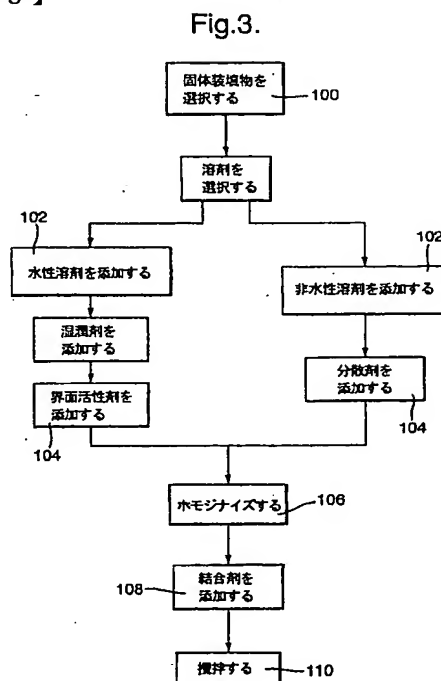 Fig.3.
固体装填物を
選択する
100
溶剤を
選択する
102
水性溶剤を添加する
102
非水性溶剤を添加する
湿潤剤を
添加する
界面活性剤を
添加する
104
分散剤を
添加する
104
ホモジナイズする
106
108
結合剤を
添加する
攪拌する
110